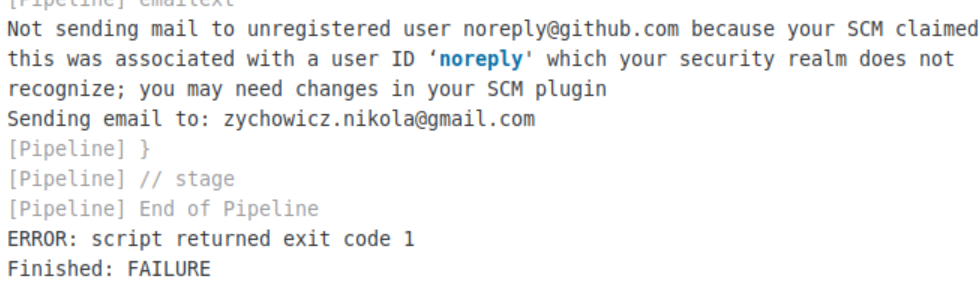 [Pipeline] emailext
Not sending mail to unregistered user noreply@github.com because your SCM claimed
this was associated with a user ID ‘noreply' which your security realm does not
recognize; you may need changes in your SCM plugin
Sending email to: zychowicz.nikola@gmail.com
[Pipeline] }
[Pipeline] // stage
[Pipeline] End of Pipeline
ERROR: script returned exit code 1
Finished: FAILURE